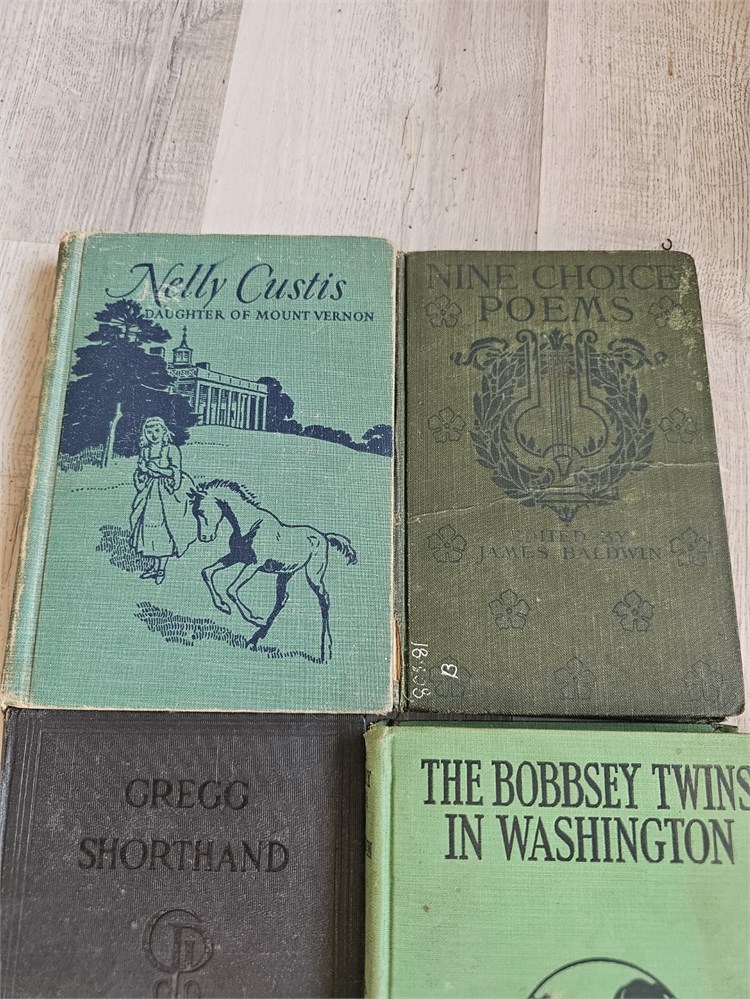 Nelly Custis
DAUGHTER OF MOUNT VERNON
NINE CHOICE
POEMS
EDITED BY
JAMES BALDWIN
B
GREGG
SHORTHAND
THE BOBBSEY TWINS
IN WASHINGTON